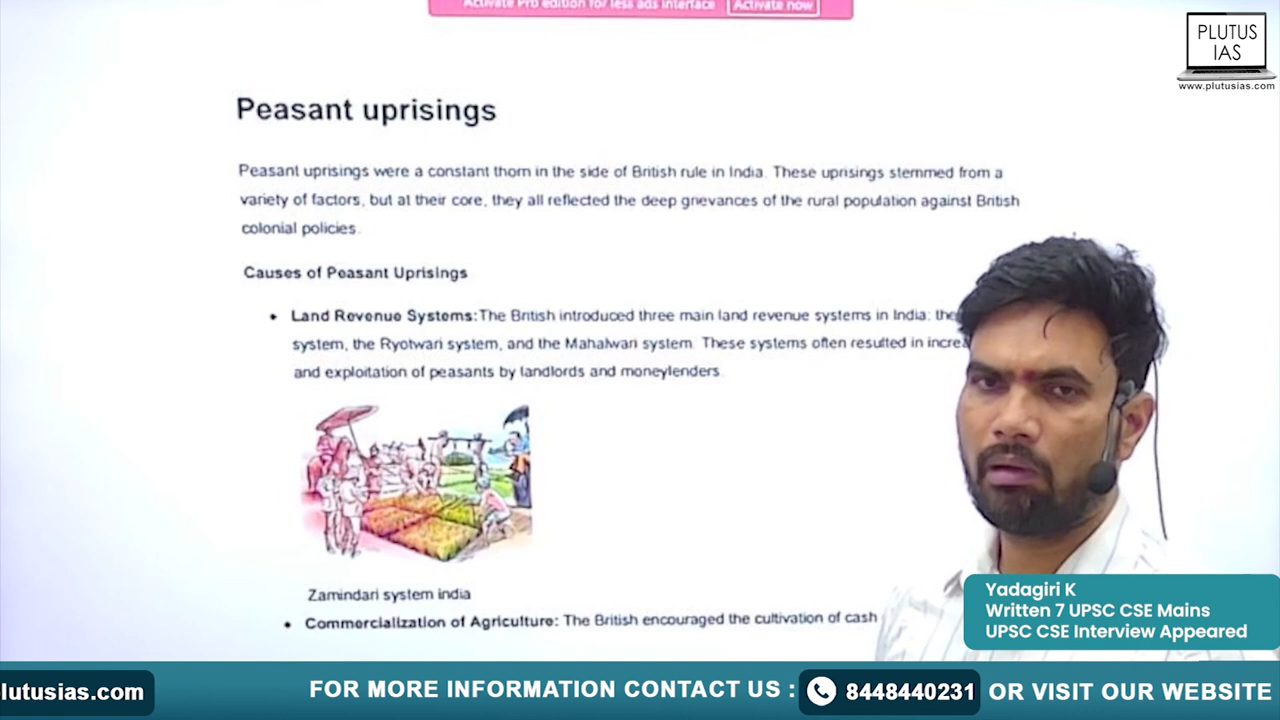 Activate Pro edition for less ads interface Activate now
PLUTUS
IAS
www.plutusias.com
Peasant uprisings
Peasant uprisings were a constant thorn in the side of British rule in India. These uprisings stemmed from a
variety of factors, but at their core, they all reflected the deep grievances of the rural population against British
colonial policies.
Causes of Peasant Uprisings
• Land Revenue Systems: The British introduced three main land revenue systems in India: the
system, the Ryotwari system, and the Mahalwari system. These systems often resulted in
and exploitation of peasants by landlords and moneylenders.
Zamindari system india
• Commercialization of Agriculture: The British encouraged the cultivation of cash
Yadagiri K
Written 7 UPSC CSE Mains
UPSC CSE Interview Appeared
lutusias.com FOR MORE INFORMATION CONTACT US : 8448440231 OR VISIT OUR WEBSITE